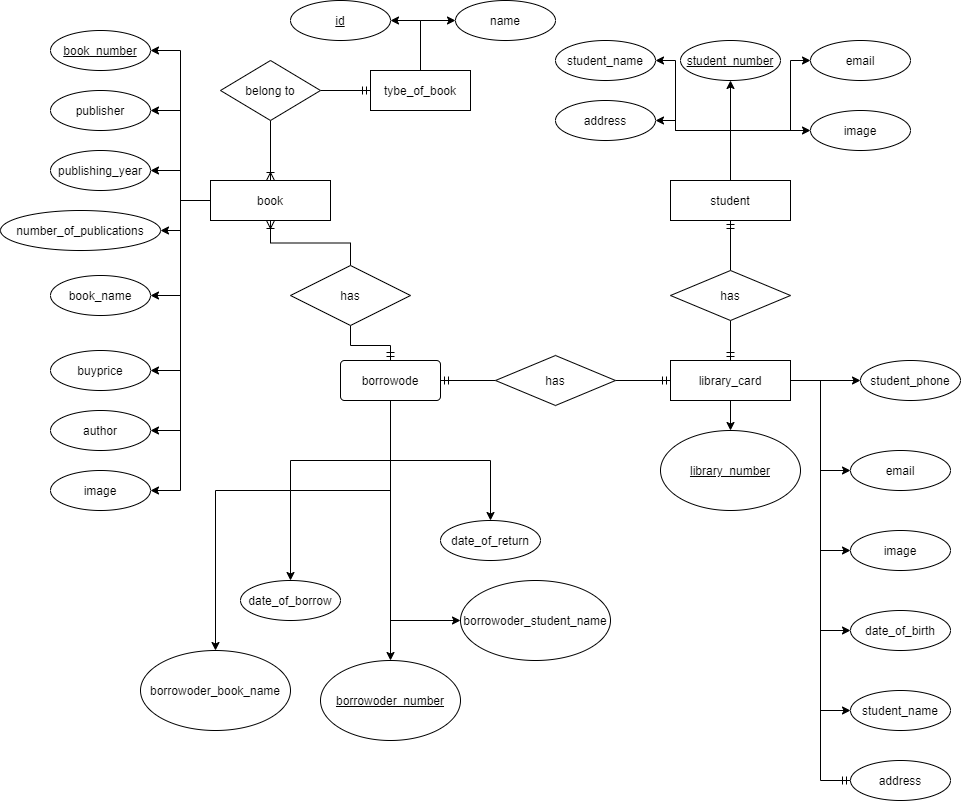 id
name
book_number
student_name
student_number
email
belong to
tybe_of_book
publisher
address
image
publishing_year
book
student
number_of_publications
book_name
has
has
buyprice
borrowode
has
library_card
student_phone
author
library_number
email
image
date_of_return
image
date_of_borrow
borrowoder_student_name
date_of_birth
borrowoder_book_name
borrowoder_number
student_name
address